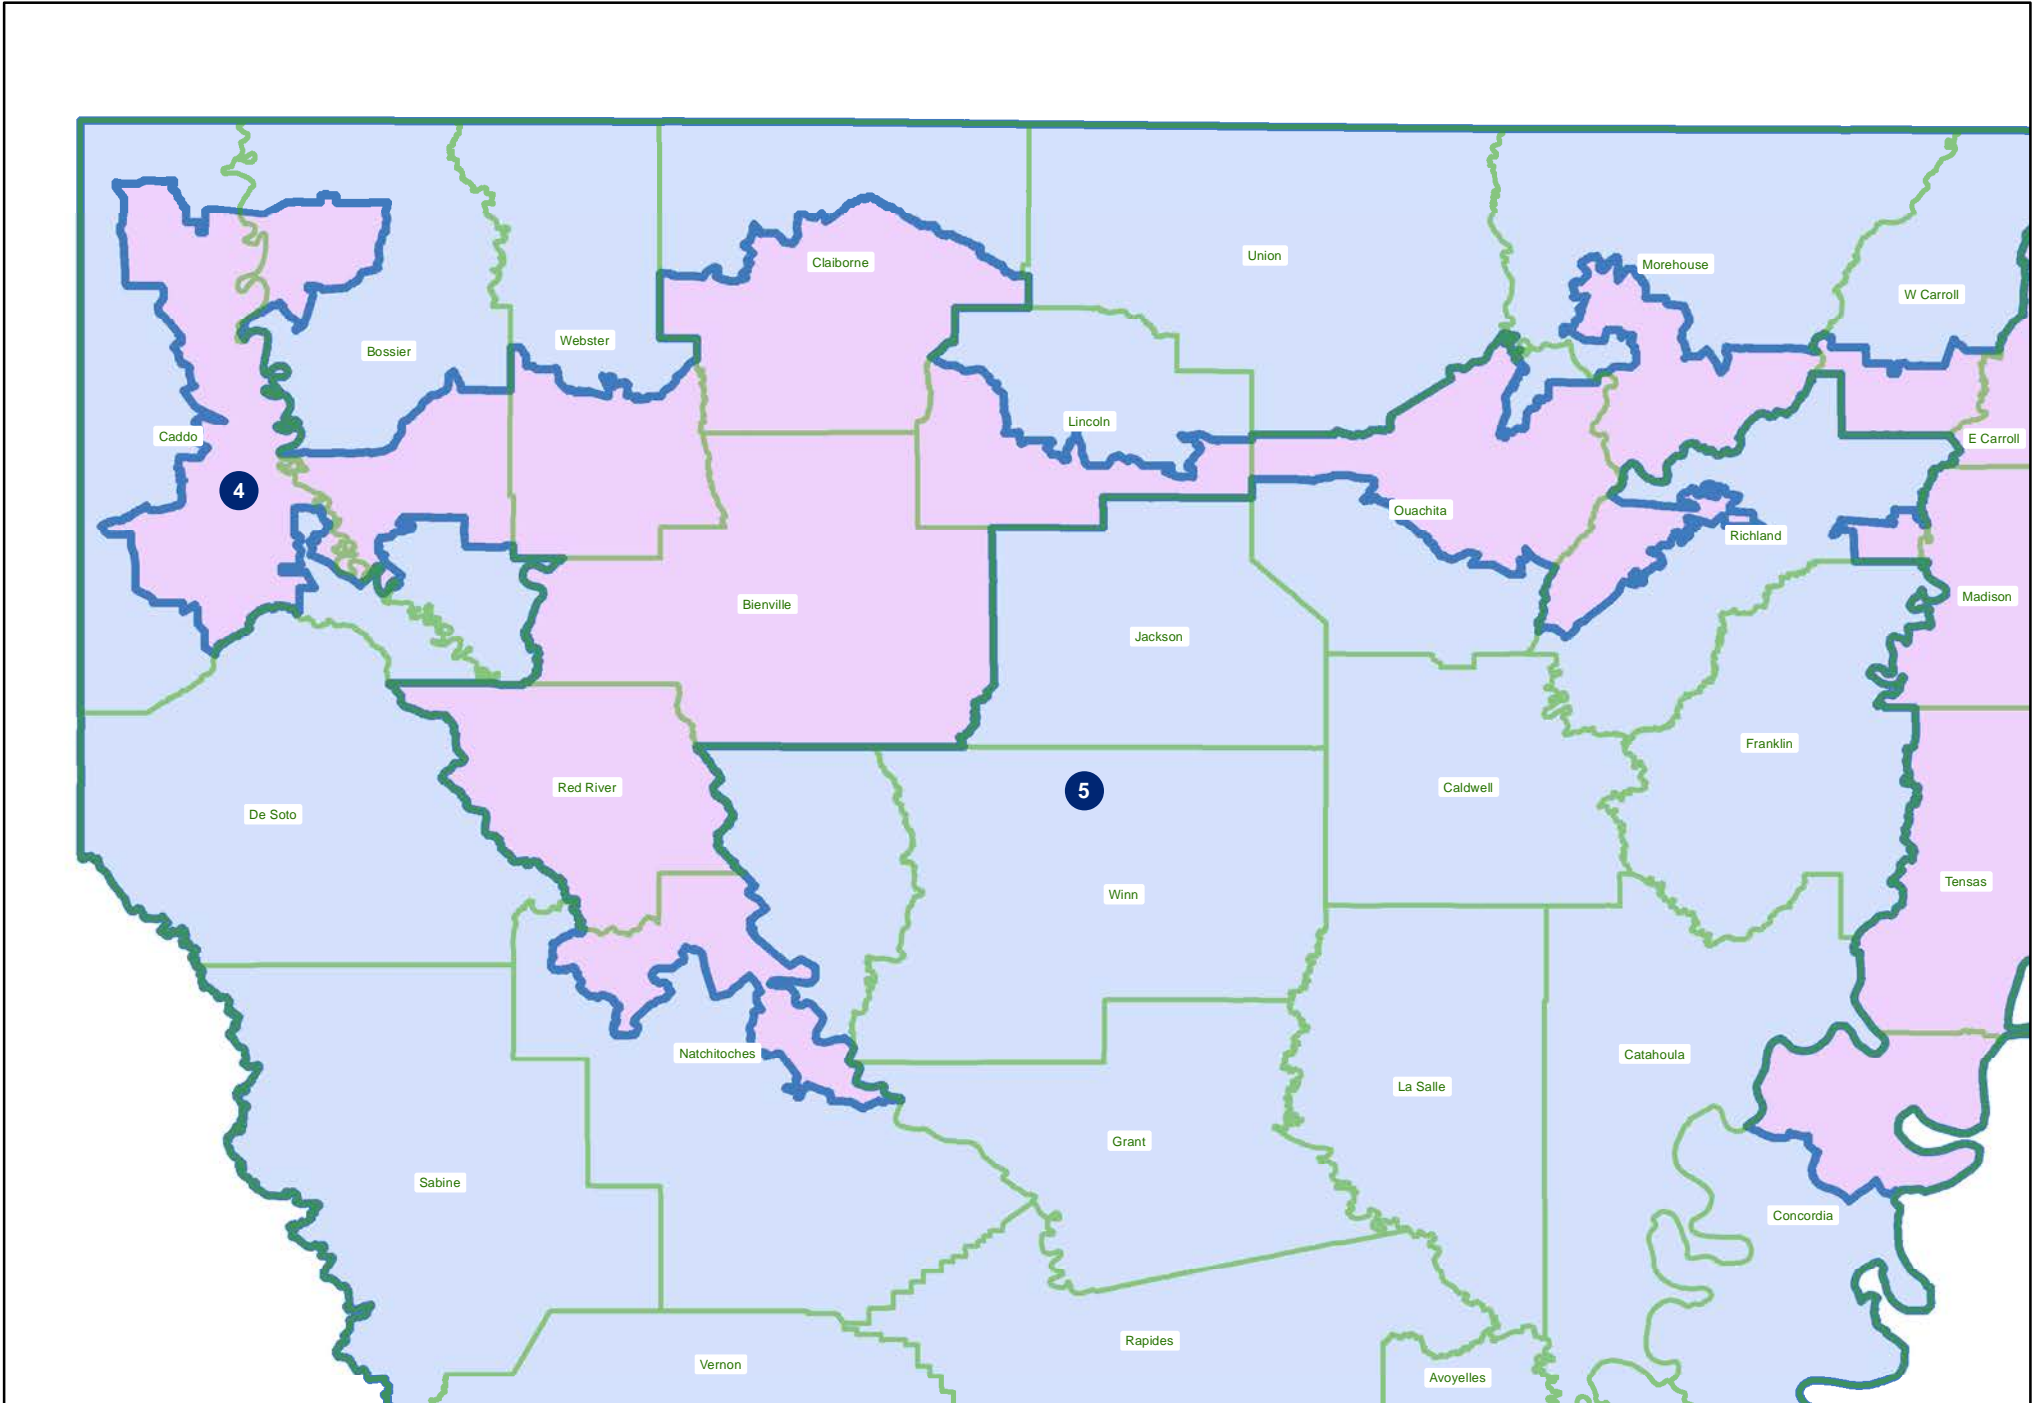 Union
Claiborne
Morehouse
W Carroll
Webster
Bossier
Lincoln
Caddo
E Carroll
4
Ouachita
Richland
Madison
Bienville
Jackson
Franklin
Red River
5
Caldwell
De Soto
Tensas
Winn
Natchitoches
Catahoula
La Salle
Grant
Sabine
Concordia
Rapides
Vernon
Avoyelles